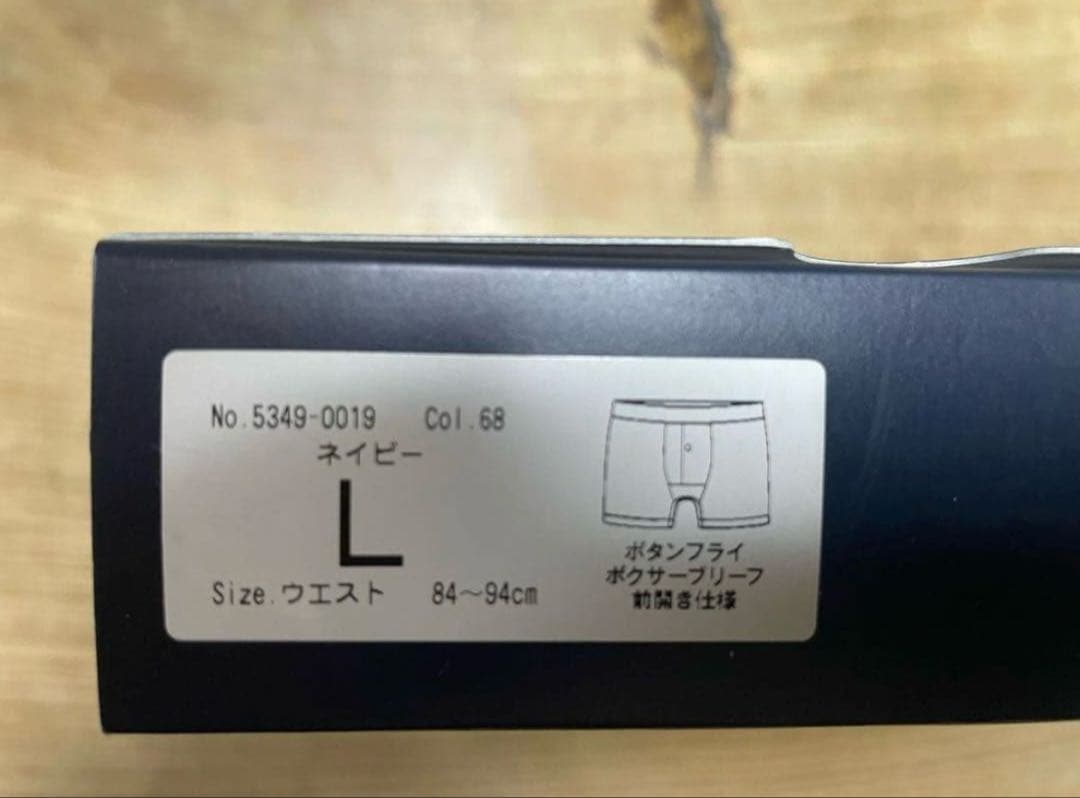 No.5349-0019 Col.68
ネイビー
L
Size.ウエスト 84〜94cm
ボタンフライ
ボクサーブリーフ
前開き仕様